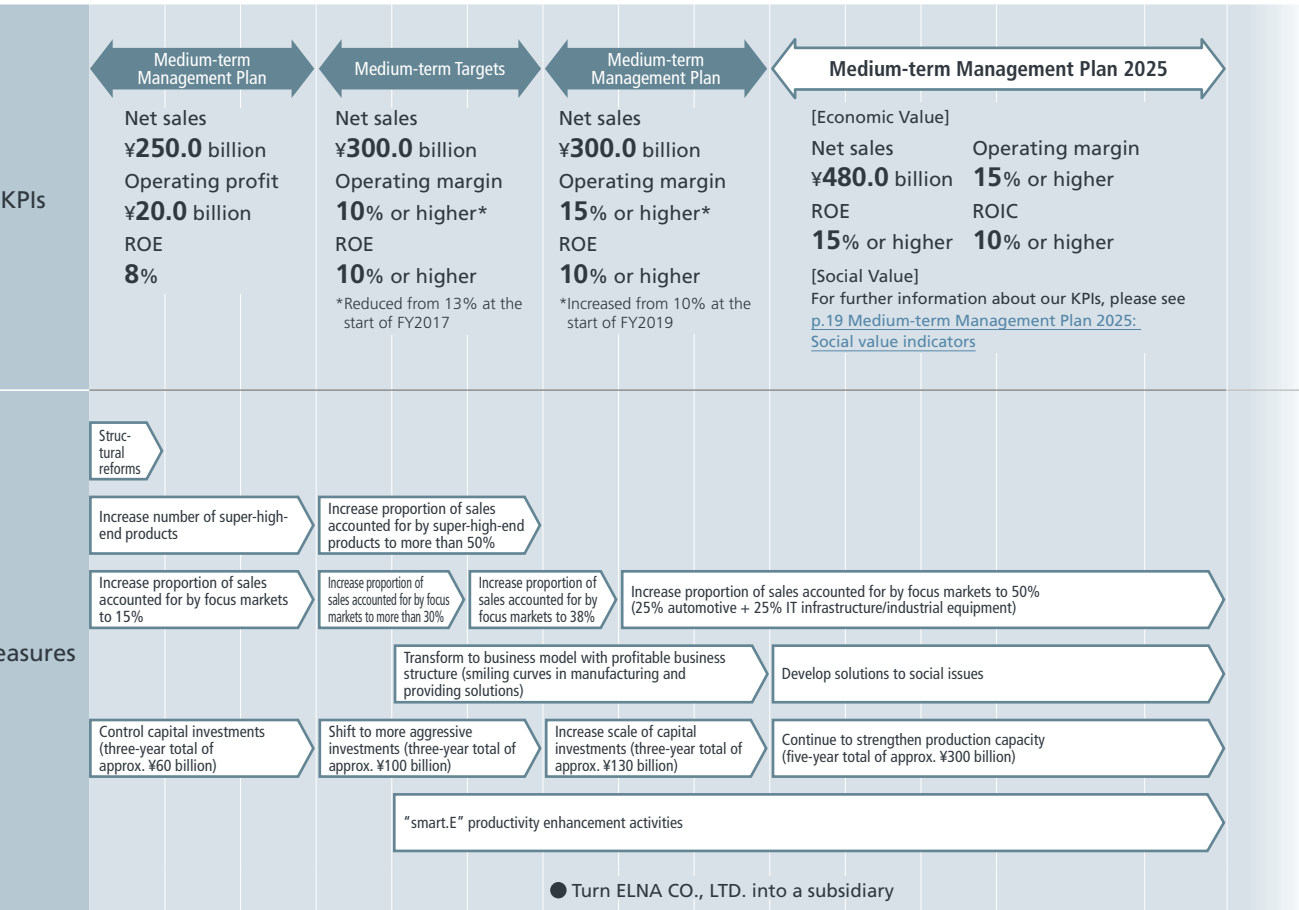 Medium-term
Management Plan
Medium-term Targets
Medium-term
Management Plan
Medium-term Management Plan 2025
KPIs
Net sales
¥250.0 billion
Operating profit
¥20.0 billion
ROE
8%
Net sales
¥300.0 billion
Operating margin
10% or higher*
ROE
10% or higher
*Reduced from 13% at the
start of FY2017
Net sales
¥300.0 billion
Operating margin
15% or higher*
ROE
10% or higher
*Increased from 10% at the
start of FY2019
[Economic Value]
Net sales
¥480.0 billion
Operating margin
15% or higher
ROE
15% or higher
ROIC
10% or higher
[Social Value]
For further information about our KPIs, please see
p.19 Medium-term Management Plan 2025:
Social value indicators
easures
Struc-
tural
reforms
Increase number of super-high-
end products
Increase proportion of sales
accounted for by super-high-end
products to more than 50%
Increase proportion of sales
accounted for by focus markets
to 15%
Increase proportion of
sales accounted for by focus
markets to more than 30%
Increase proportion of
sales accounted for by
focus markets to 38%
Increase proportion of sales accounted for by focus markets to 50%
(25% automotive + 25% IT infrastructure/industrial equipment)
Transform to business model with profitable business
structure (smiling curves in manufacturing and
providing solutions)
Develop solutions to social issues
Control capital investments
(three-year total of
approx. ¥60 billion)
Shift to more aggressive
investments (three-year total of
approx. ¥100 billion)
Increase scale of capital
investments (three-year total of
approx. ¥130 billion)
Continue to strengthen production capacity
(five-year total of approx. ¥300 billion)
"smart.E" productivity enhancement activities
● Turn ELNA CO., LTD. into a subsidiary